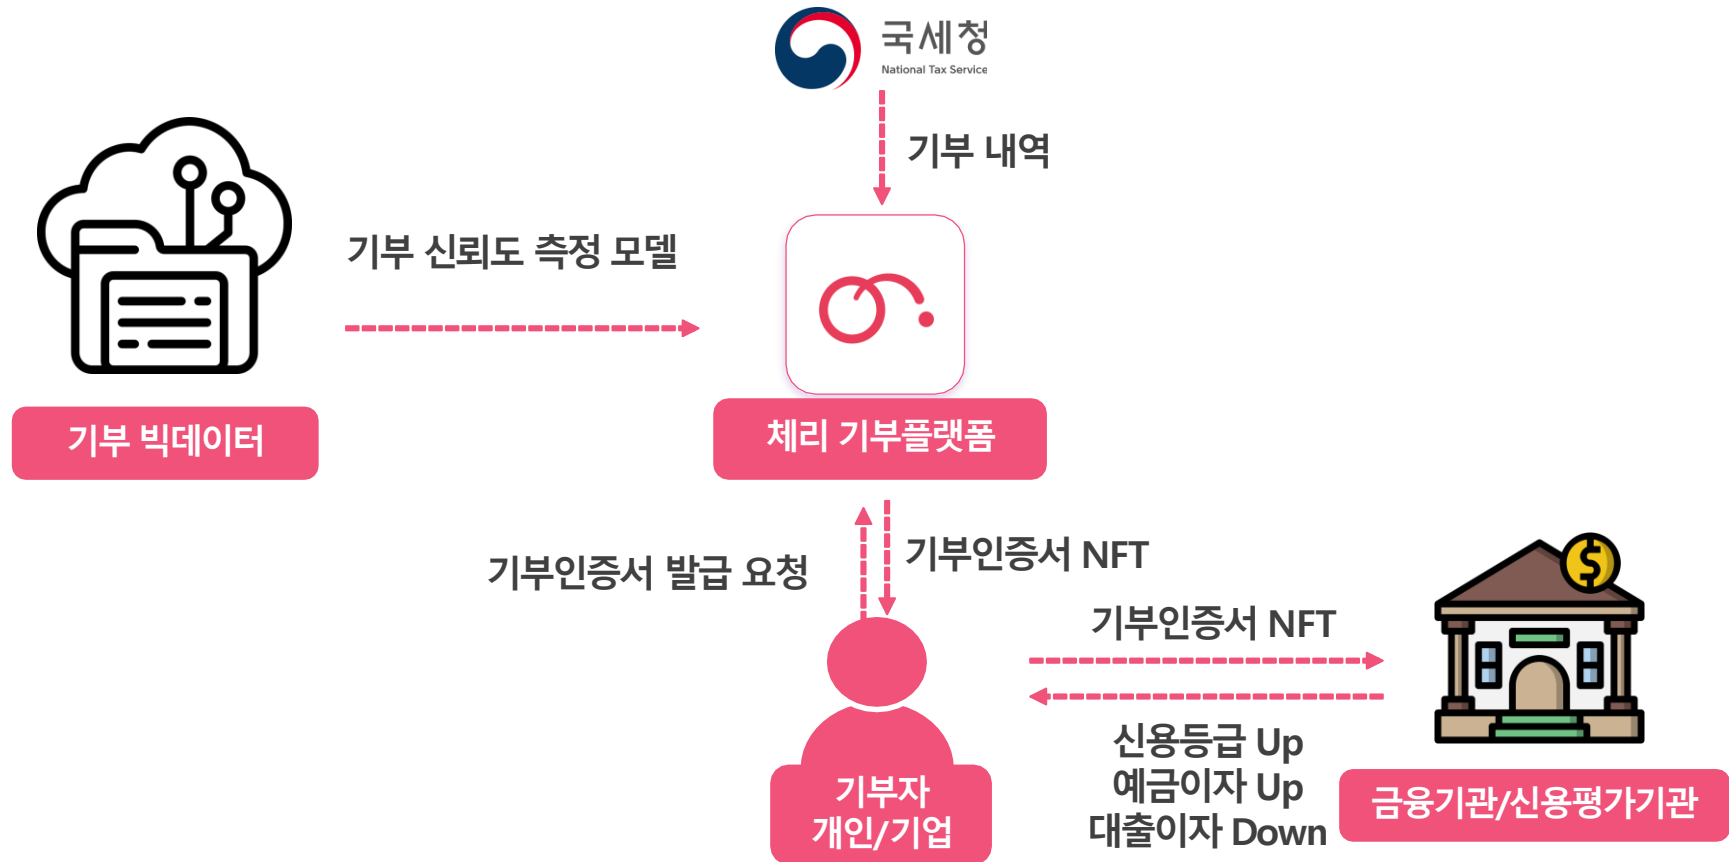 국세청
National Tax Service
기부 내역
기부 신뢰도 측정 모델
기부 빅데이터
체리 기부플랫폼
기부인증서 발급 요청
기부인증서 NFT
기부인증서 NFT
신용등급 Up
예금이자 Up
대출이자 Down
기부자
개인/기업
금융기관/신용평가기관